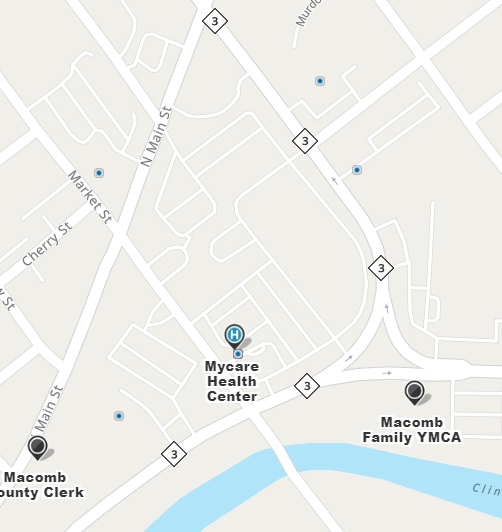 3
Murdo
3
N Main St
Market St
Cherry St
3
w St
H
Mycare
Health
Center
3
Main St
Macomb
Family YMCA
3
Macomb
ounty Clerk
Clin